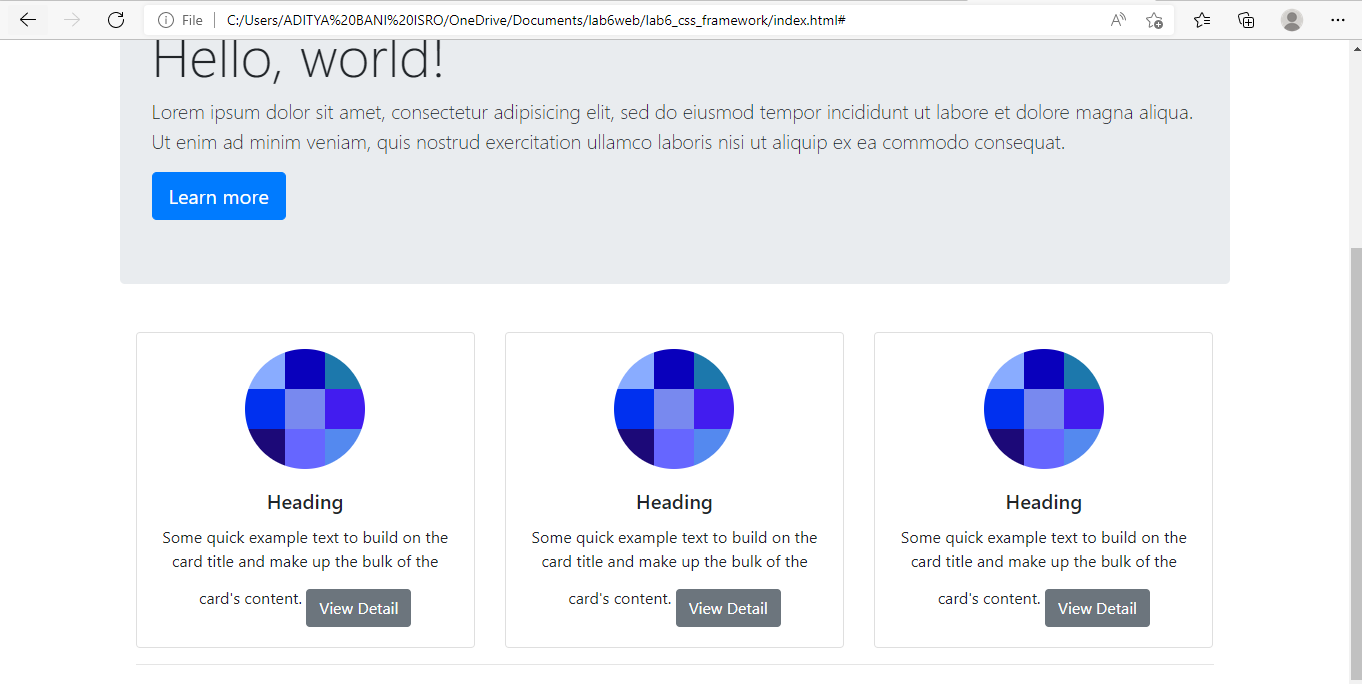 File C:/Users/ADITYA%20BANI%20ISRO/OneDrive/Documents/lab6web/lab6_css_framework/index.html#
Hello, world!
Lorem ipsum dolor sit amet, consectetur adipisicing elit, sed do eiusmod tempor incididunt ut labore et dolore magna aliqua.
Ut enim ad minim veniam, quis nostrud exercitation ullamco laboris nisi ut aliquip ex ea commodo consequat.
Learn more
Heading
Some quick example text to build on the
card title and make up the bulk of the
card's content. View Detail
Heading
Some quick example text to build on the
card title and make up the bulk of the
card's content. View Detail
Heading
Some quick example text to build on the
card title and make up the bulk of the
card's content. View Detail